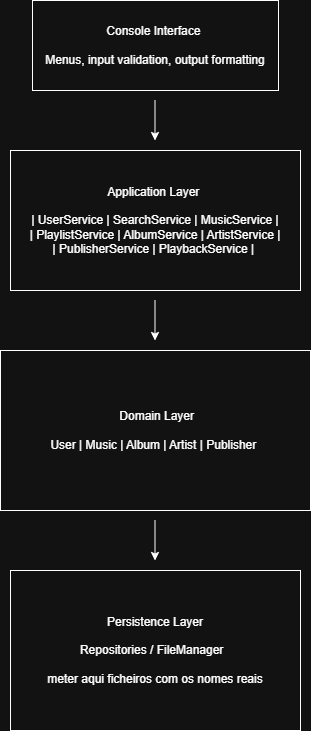 Console Interface
Menus, input validation, output formatting
Application Layer
| UserService | SearchService | MusicService |
| PlaylistService | AlbumService | ArtistService |
| PublisherService | PlaybackService |
Domain Layer
User | Music | Album | Artist | Publisher
Persistence Layer
Repositories / FileManager
meter aqui ficheiros com os nomes reais